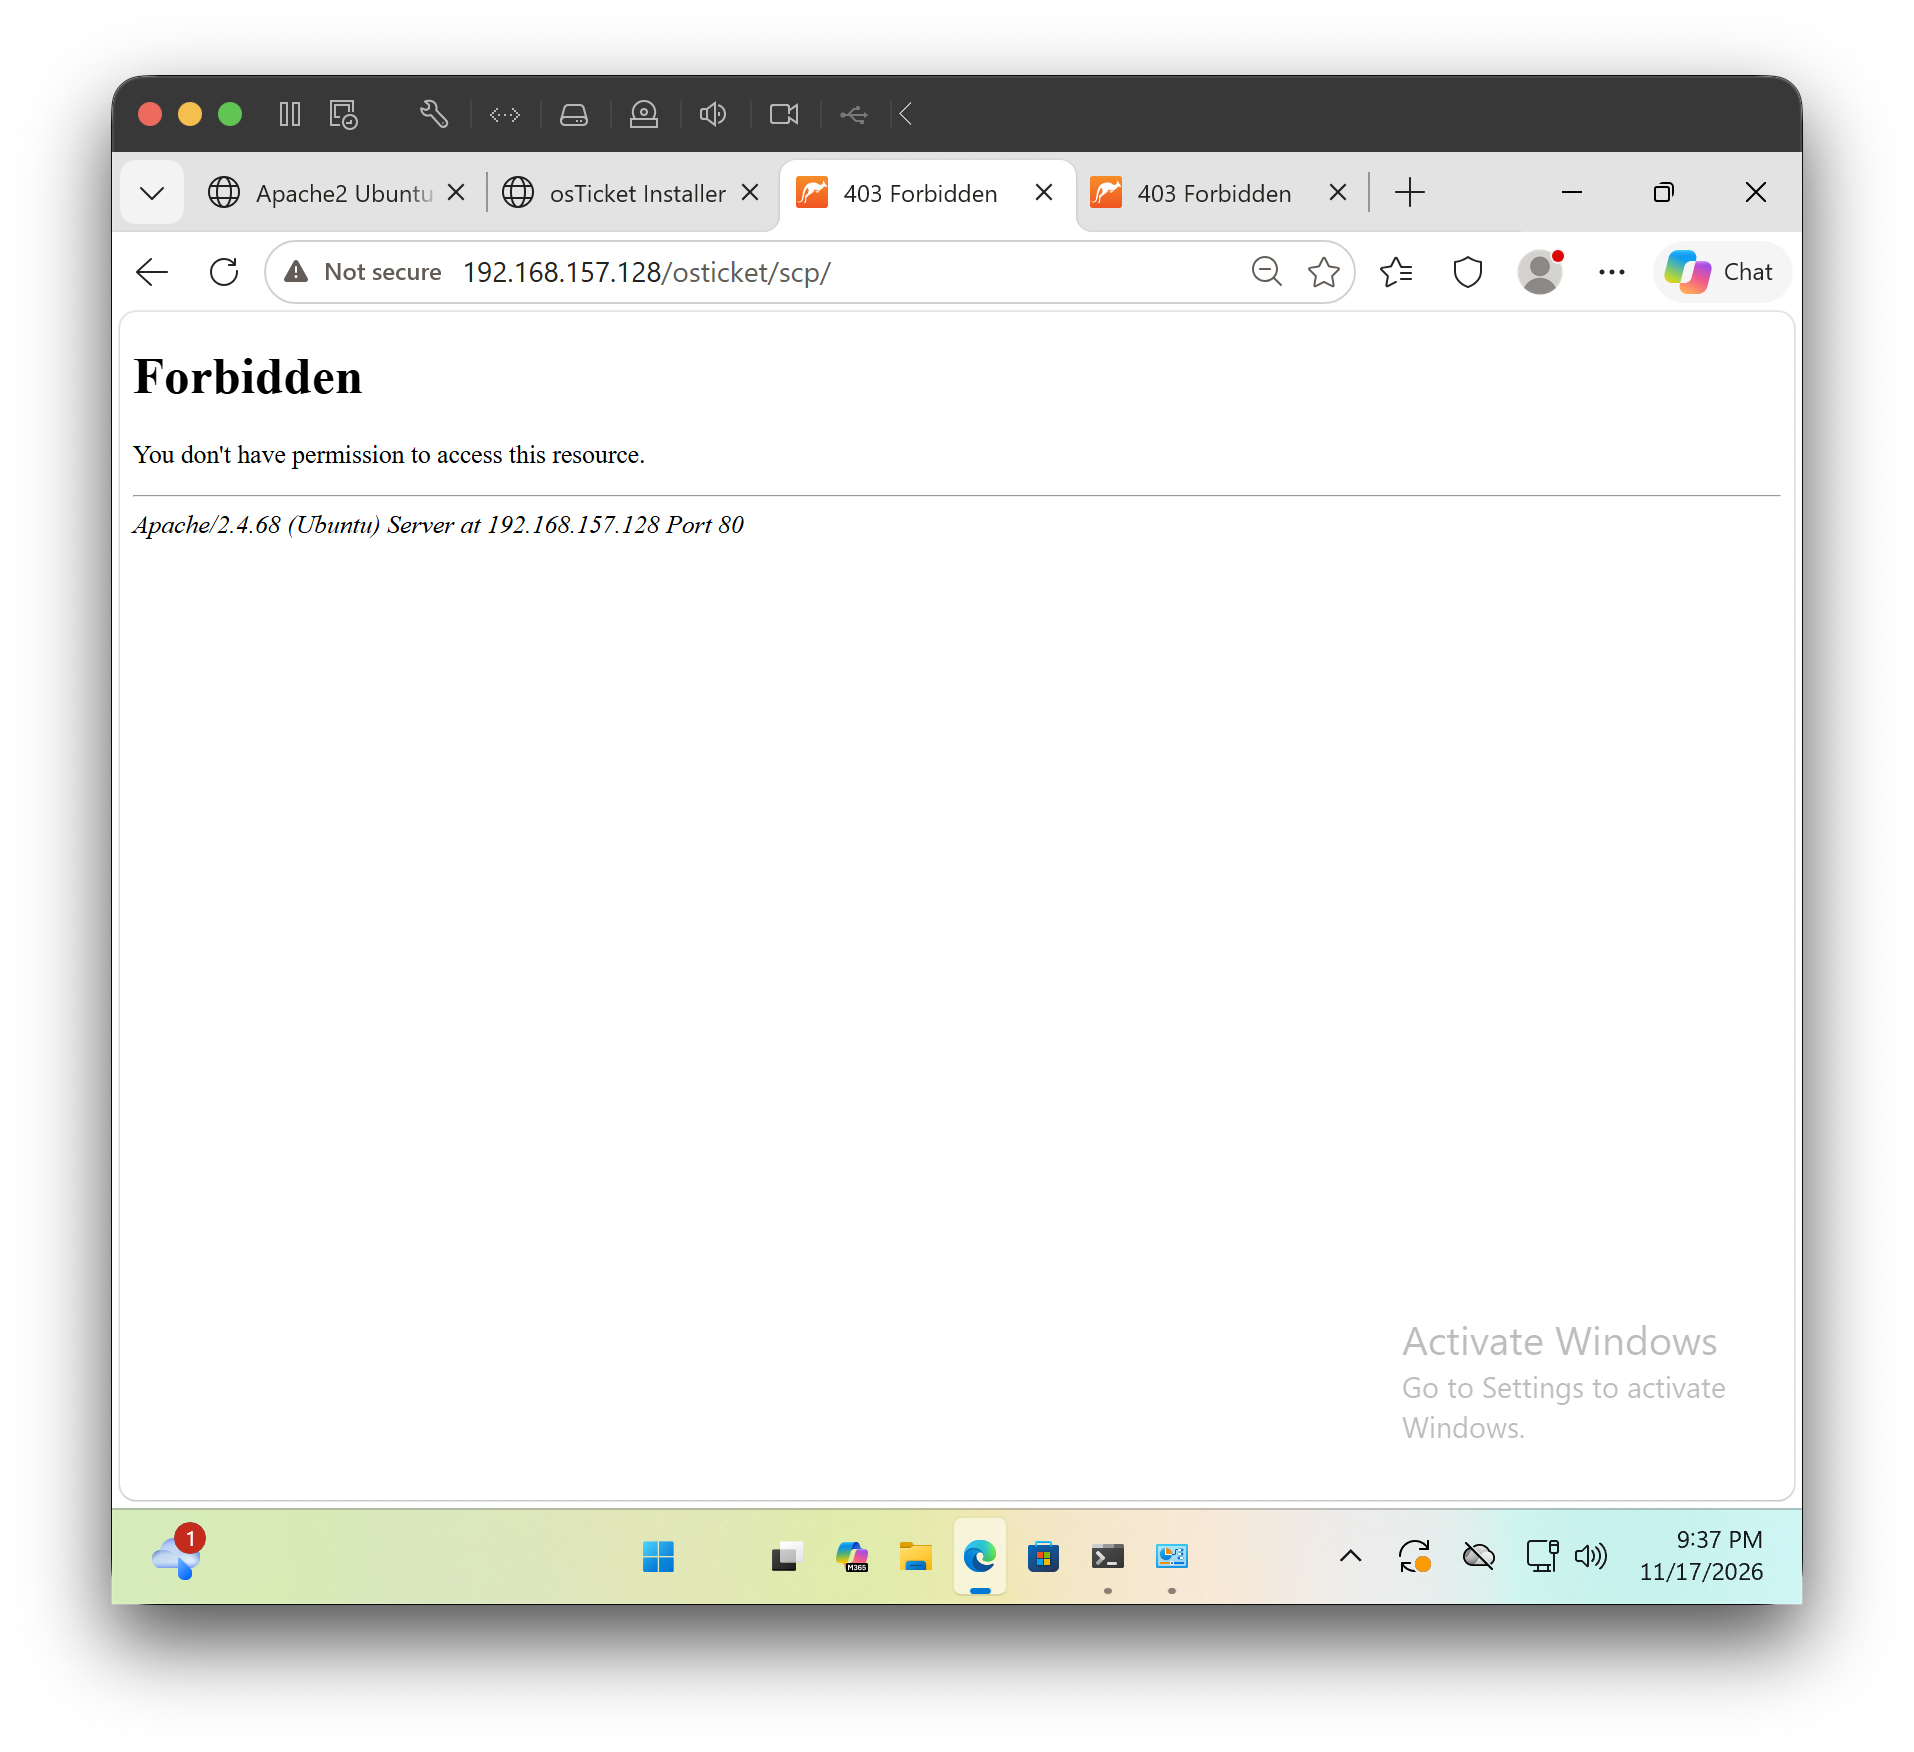 Apache2 Ubuntu
osTicket Installer
403 Forbidden
403 Forbidden
Not secure
192.168.157.128/osticket/scp/
Chat
Forbidden
You don't have permission to access this resource.
Apache/2.4.68 (Ubuntu) Server at 192.168.157.128 Port 80
Activate Windows
Go to Settings to activate
Windows.
1
M365
9:37 PM
11/17/2026